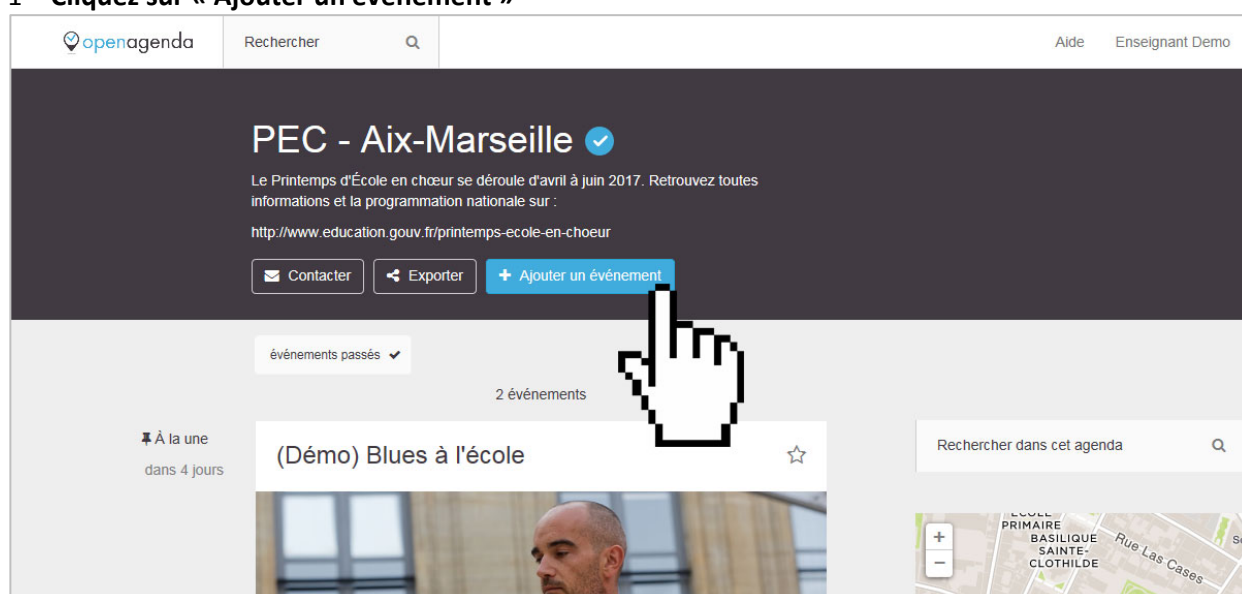 1 Cliquez sur « Ajouter un événement »
openagenda
Rechercher
Aide
Enseignant Demo
PEC - Aix-Marseille
Le Printemps d'École en chœur se déroule d'avril à juin 2017. Retrouvez toutes
informations et la programmation nationale sur :
http://www.education.gouv.fr/printemps-ecole-en-choeur
Contacter
Exporter
+ Ajouter un événement
événements passés
2 événements
À la une
dans 4 jours
(Démo) Blues à l'école
Rechercher dans cet agenda
+
−
ÉCOLE
PRIMAIRE
BASILIQUE
SAINTE-
CLOTHILDE
Rue Las Cases